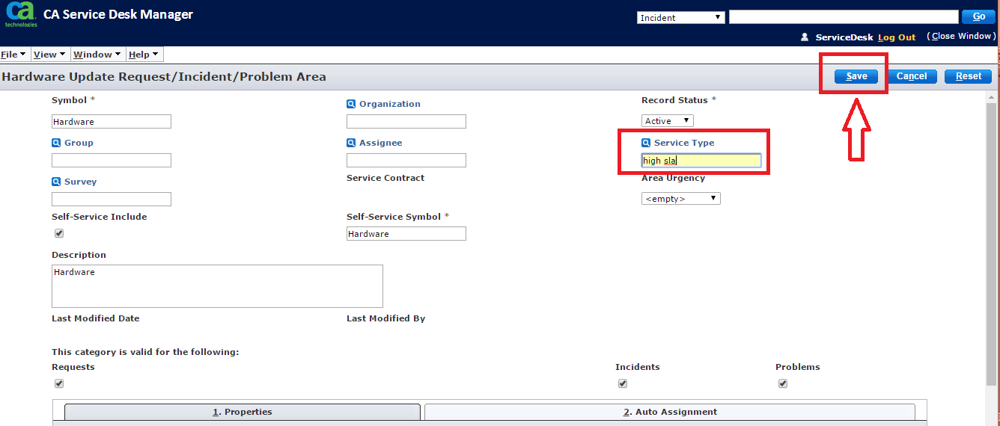 ca technologies
CA Service Desk Manager
Incident
Go
ServiceDesk Log Out ( Close Window )
File View Window Help
Hardware Update Request/Incident/Problem Area
Save Cancel Reset
Symbol * Organization Record Status *
Hardware Active
Group Assignee Service Type
high sla
Survey Service Contract Area Urgency
<empty>
Self-Service Include Self-Service Symbol *
Hardware
Description
Hardware
Last Modified Date Last Modified By
This category is valid for the following:
Requests Incidents Problems
1. Properties 2. Auto Assignment